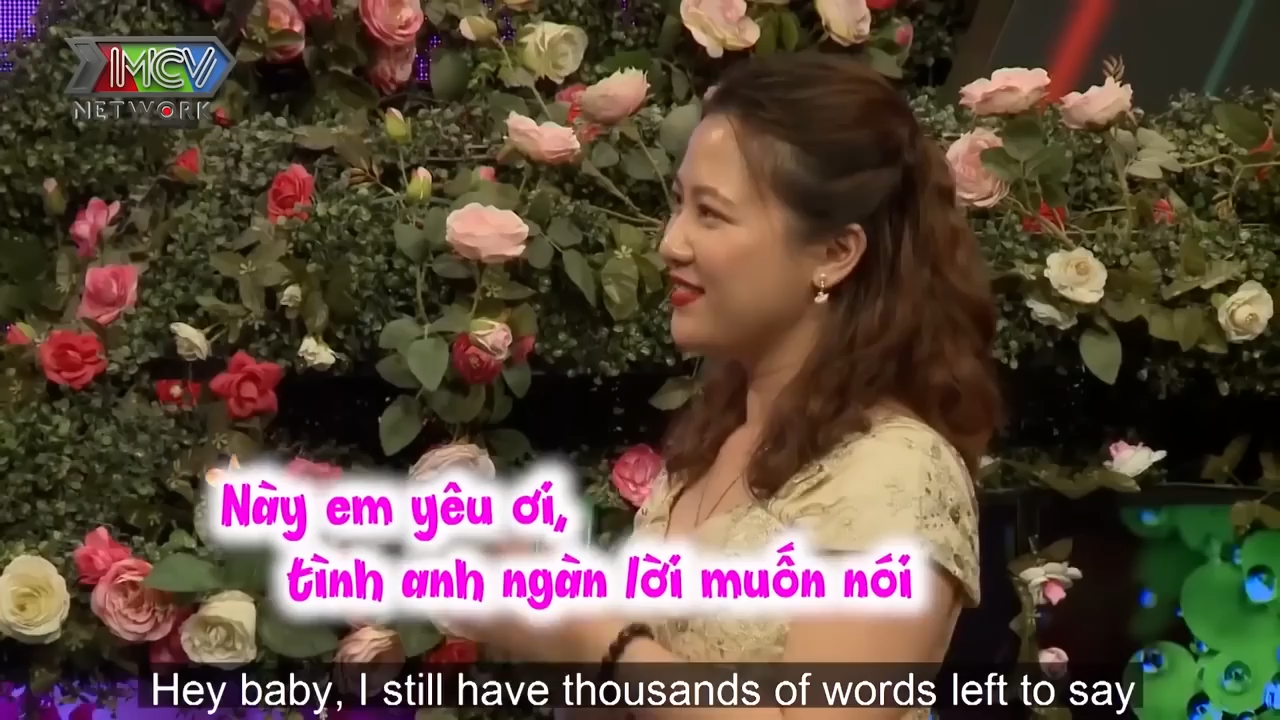 MCV
NETWORK
Này em yêu ơi,
tình anh ngàn lời muốn nói
Hey baby, I still have thousands of words left to say